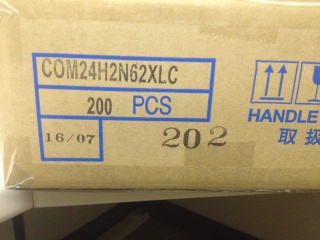 COM24H2N62XLC
200 PCS
16/07
202
HANDLE
取扱